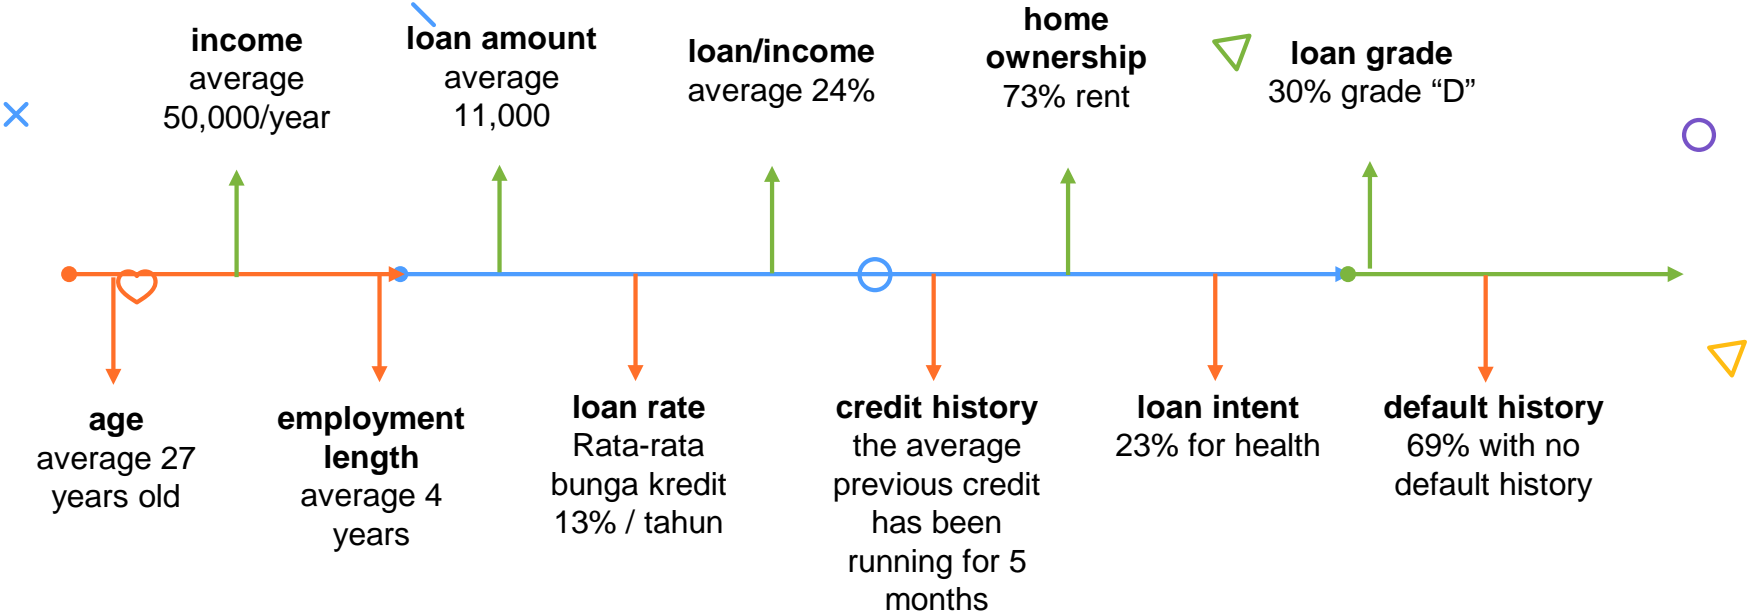 income
average
50,000/year
loan amount
average
11,000
loan/income
average 24%
home
ownership
73% rent
loan grade
30% grade “D”
age
average 27
years old
employment
length
average 4
years
loan rate
Rata-rata
bunga kredit
13% / tahun
credit history
the average
previous credit
has been
running for 5
months
loan intent
23% for health
default history
69% with no
default history